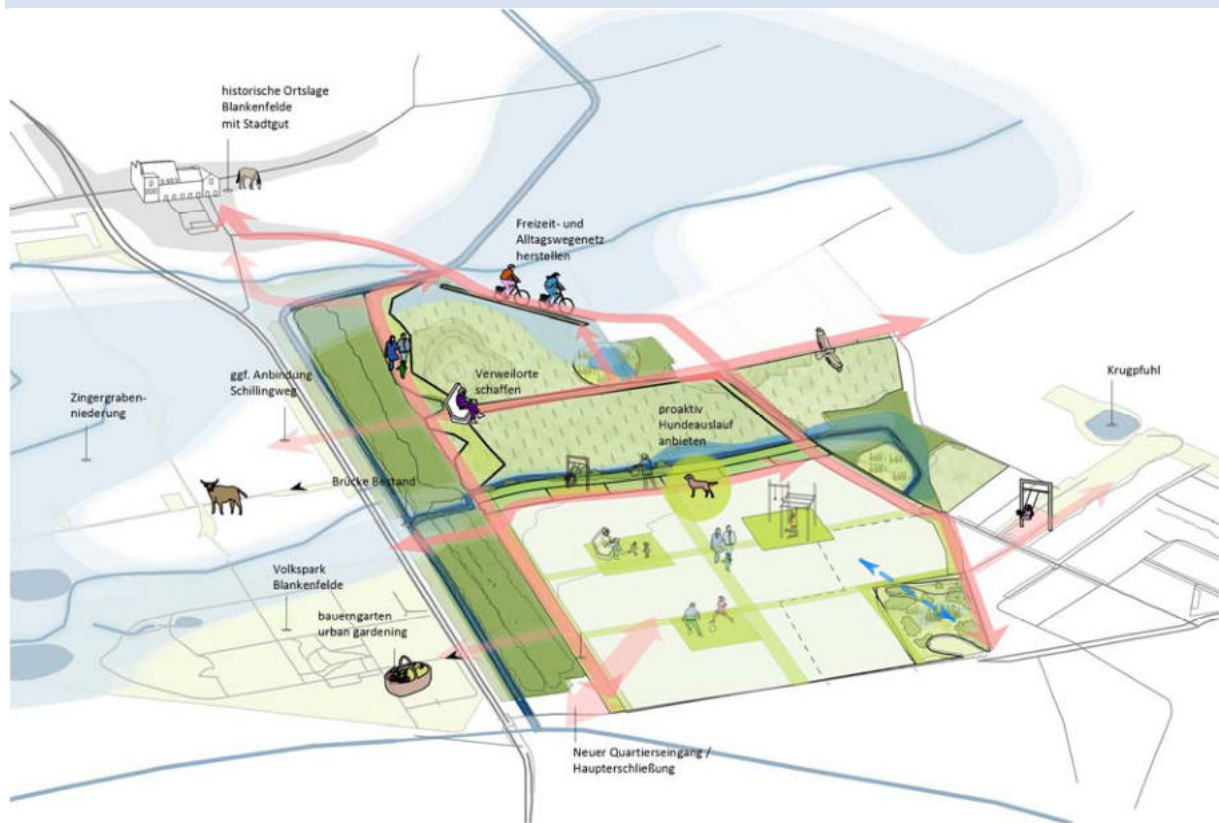 historische Ortslage
Blankenfelde
mit Stadtgut
Freizeit- und
Alltagswegenetz
herstellen
ggf. Anbindung
Schillingweg
Verweilorte
schaffen
Krugpfuhl
Zingergraben-
niederung
proaktiv
Hundeauslauf
anbieten
Brücke Bestand
Volkspark
Blankenfelde
bauerngarten
urban gardening
Neuer Quartierseingang /
Haupterschließung